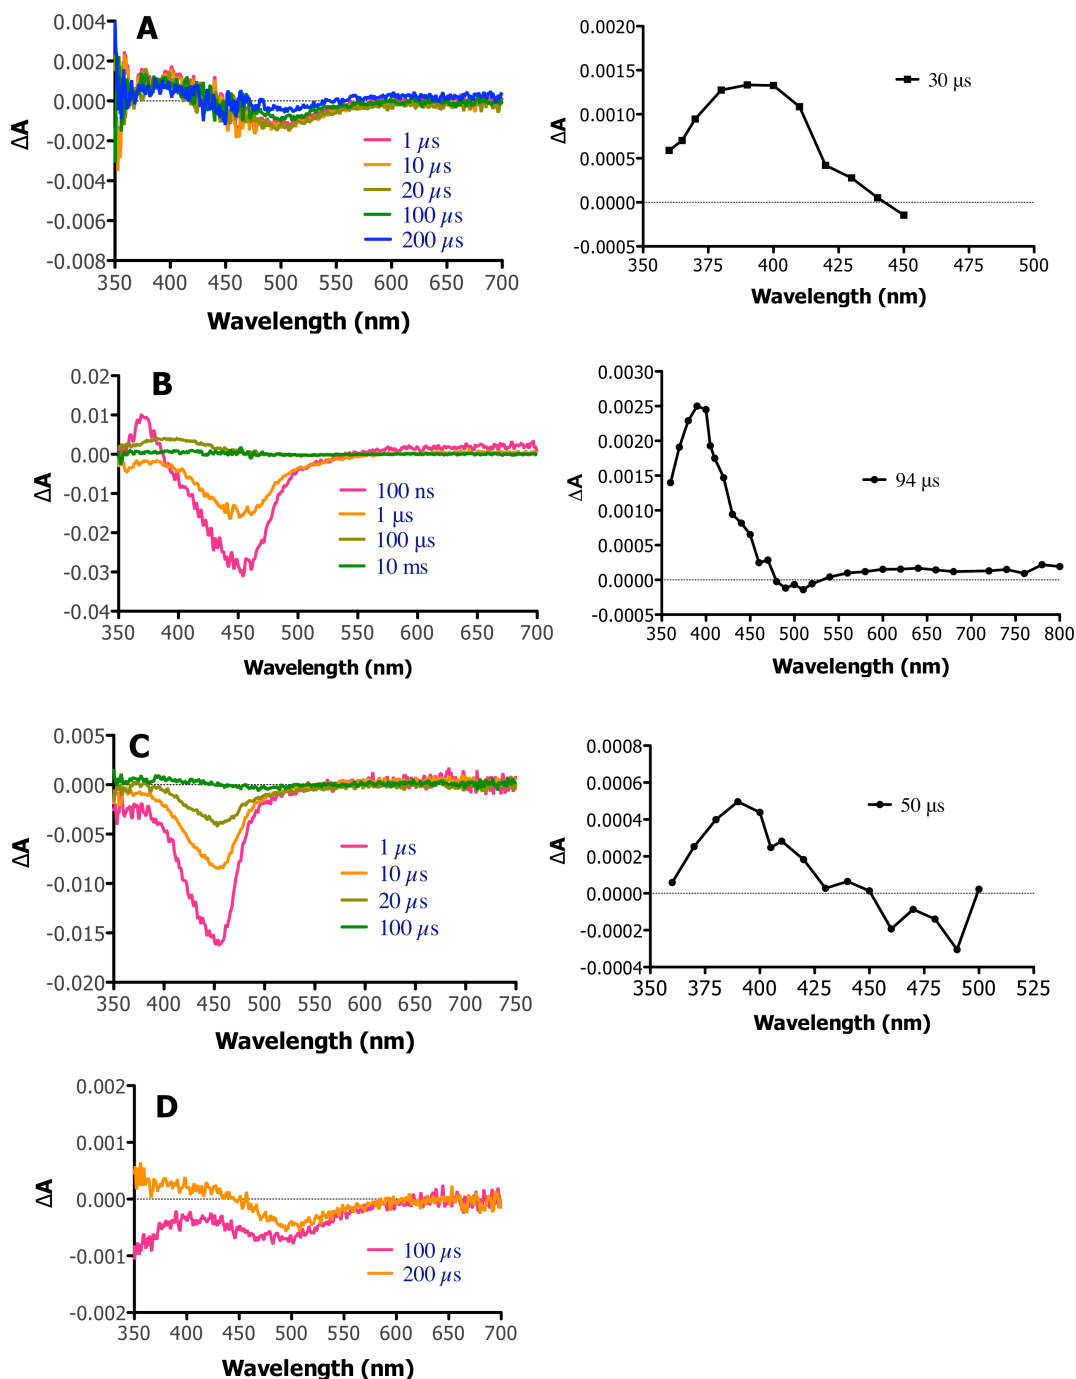 A
0.004
0.002
0.000
-0.002
-0.004
-0.006
-0.008
ΔA
1 µs
10 µs
20 µs
100 µs
200 µs
350 400 450 500 550 600 650 700
Wavelength (nm)
0.0020
0.0015
0.0010
0.0005
0.0000
-0.0005
ΔA
30 µs
350 375 400 425 450 475 500
Wavelength (nm)
B
0.02
0.01
0.00
-0.01
-0.02
-0.03
-0.04
ΔA
100 ns
1 µs
100 µs
10 ms
350 400 450 500 550 600 650 700
Wavelength (nm)
0.0030
0.0025
0.0020
0.0015
0.0010
0.0005
0.0000
-0.0005
ΔA
94 µs
350 400 450 500 550 600 650 700 750 800
Wavelength (nm)
C
0.005
0.000
-0.005
-0.010
-0.015
-0.020
ΔA
1 µs
10 µs
20 µs
100 µs
350 400 450 500 550 600 650 700 750
Wavelength (nm)
0.0008
0.0006
0.0004
0.0002
0.0000
-0.0002
-0.0004
ΔA
50 µs
350 375 400 425 450 475 500 525
Wavelength (nm)
D
0.002
0.001
0.000
-0.001
-0.002
ΔA
100 µs
200 µs
350 400 450 500 550 600 650 700
Wavelength (nm)